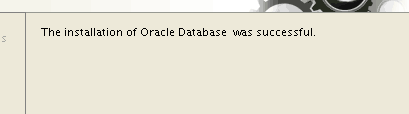 The installation of Oracle Database was successful.
s